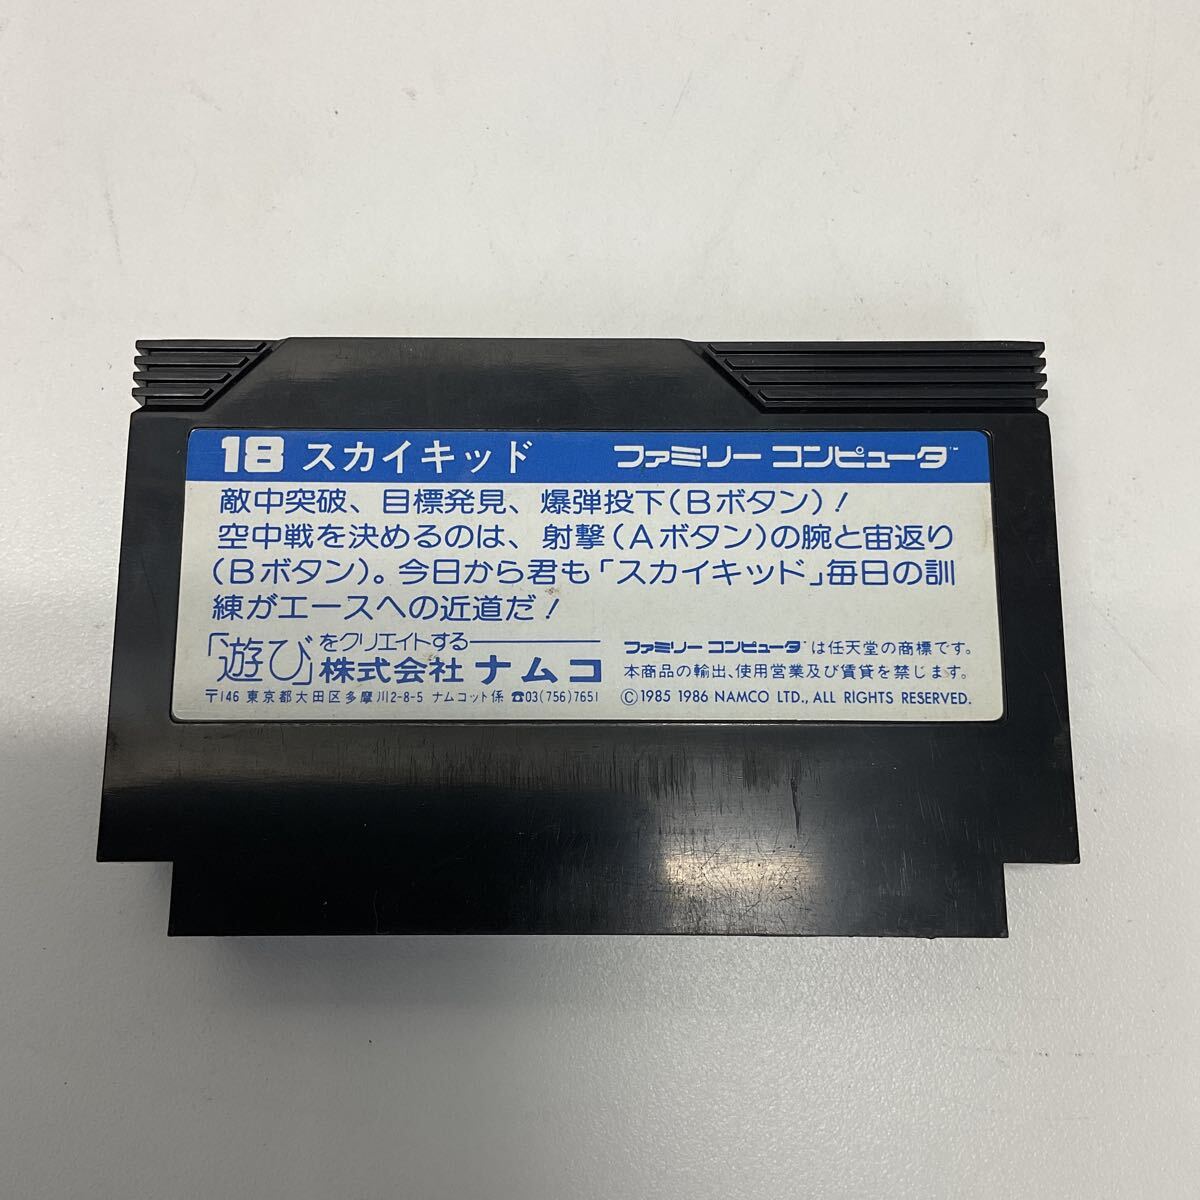 18 スカイキッド ファミリー コンピュータ™
敵中突破、目標発見、爆弾投下(Bボタン)!
空中戦を決めるのは、射撃(Aボタン)の腕と宙返り
(Bボタン)。今日から君も「スカイキッド」毎日の訓
練がエースへの近道だ!
「遊び」をクリエイトする
株式会社 ナムコ
〒146 東京都大田区多摩川2-8-5 ナムコット係 ☎03(756)7651
ファミリー コンピュータ™は任天堂の商標です。
本商品の輸出、使用営業及び賃貸を禁じます。
©1985 1986 NAMCO LTD., ALL RIGHTS RESERVED.